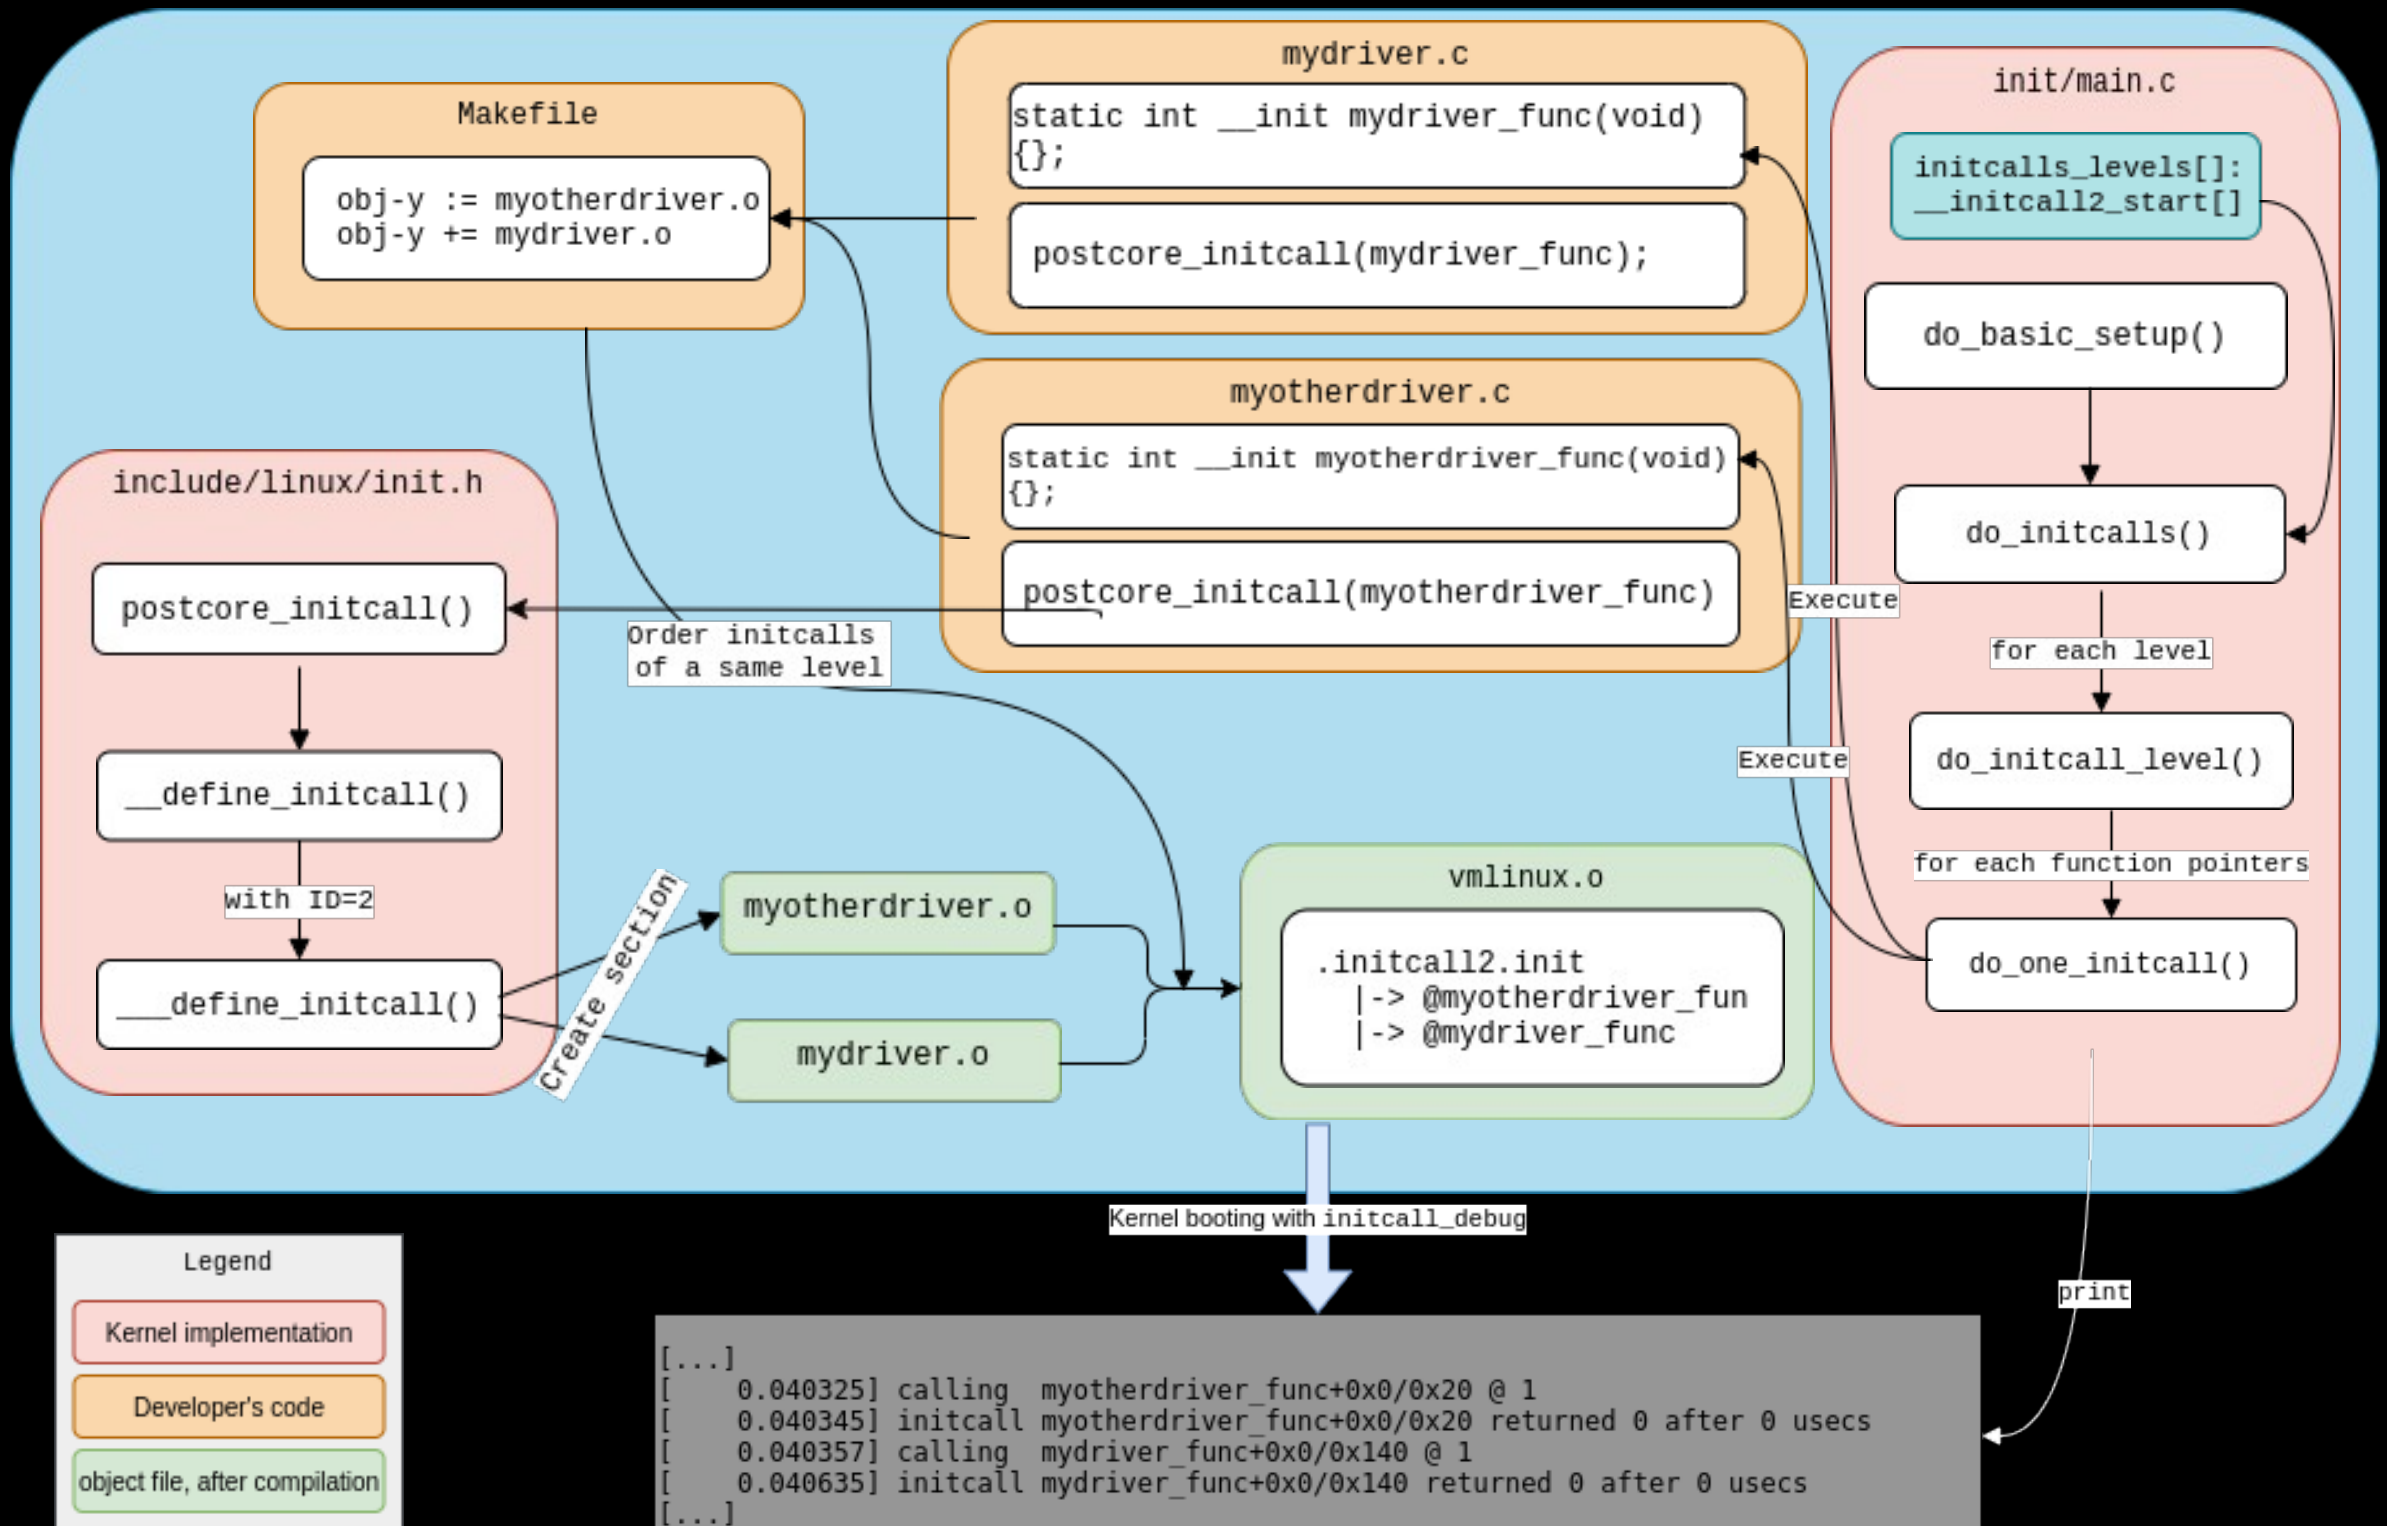 Makefile
obj-y := myotherdriver.o
obj-y += mydriver.o
mydriver.c
static int __init mydriver_func(void)
{};
postcore_initcall(mydriver_func);
myotherdriver.c
static int __init myotherdriver_func(void)
{};
postcore_initcall(myotherdriver_func)
init/main.c
initcalls_levels[]:
__initcall2_start[]
do_basic_setup()
do_initcalls()
for each level
do_initcall_level()
for each function pointers
do_one_initcall()
Execute
Execute
include/linux/init.h
postcore_initcall()
__define_initcall()
with ID=2
___define_initcall()
Order initcalls
of a same level
Create section
myotherdriver.o
mydriver.o
vmlinux.o
.initcall2.init
|-> @myotherdriver_fun
|-> @mydriver_func
Kernel booting with initcall_debug
print
Legend
Kernel implementation
Developer's code
object file, after compilation
[...]
[    0.040325] calling  myotherdriver_func+0x0/0x20 @ 1
[    0.040345] initcall myotherdriver_func+0x0/0x20 returned 0 after 0 usecs
[    0.040357] calling  mydriver_func+0x0/0x140 @ 1
[    0.040635] initcall mydriver_func+0x0/0x140 returned 0 after 0 usecs
[...]